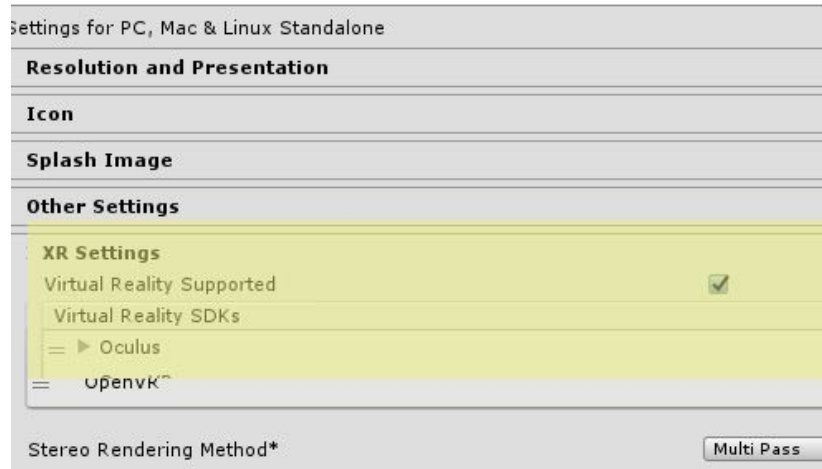 Settings for PC, Mac & Linux Standalone
Resolution and Presentation
Icon
Splash Image
Other Settings
XR Settings
Virtual Reality Supported
Virtual Reality SDKs
Oculus
Stereo Rendering Method*
Multi Pass